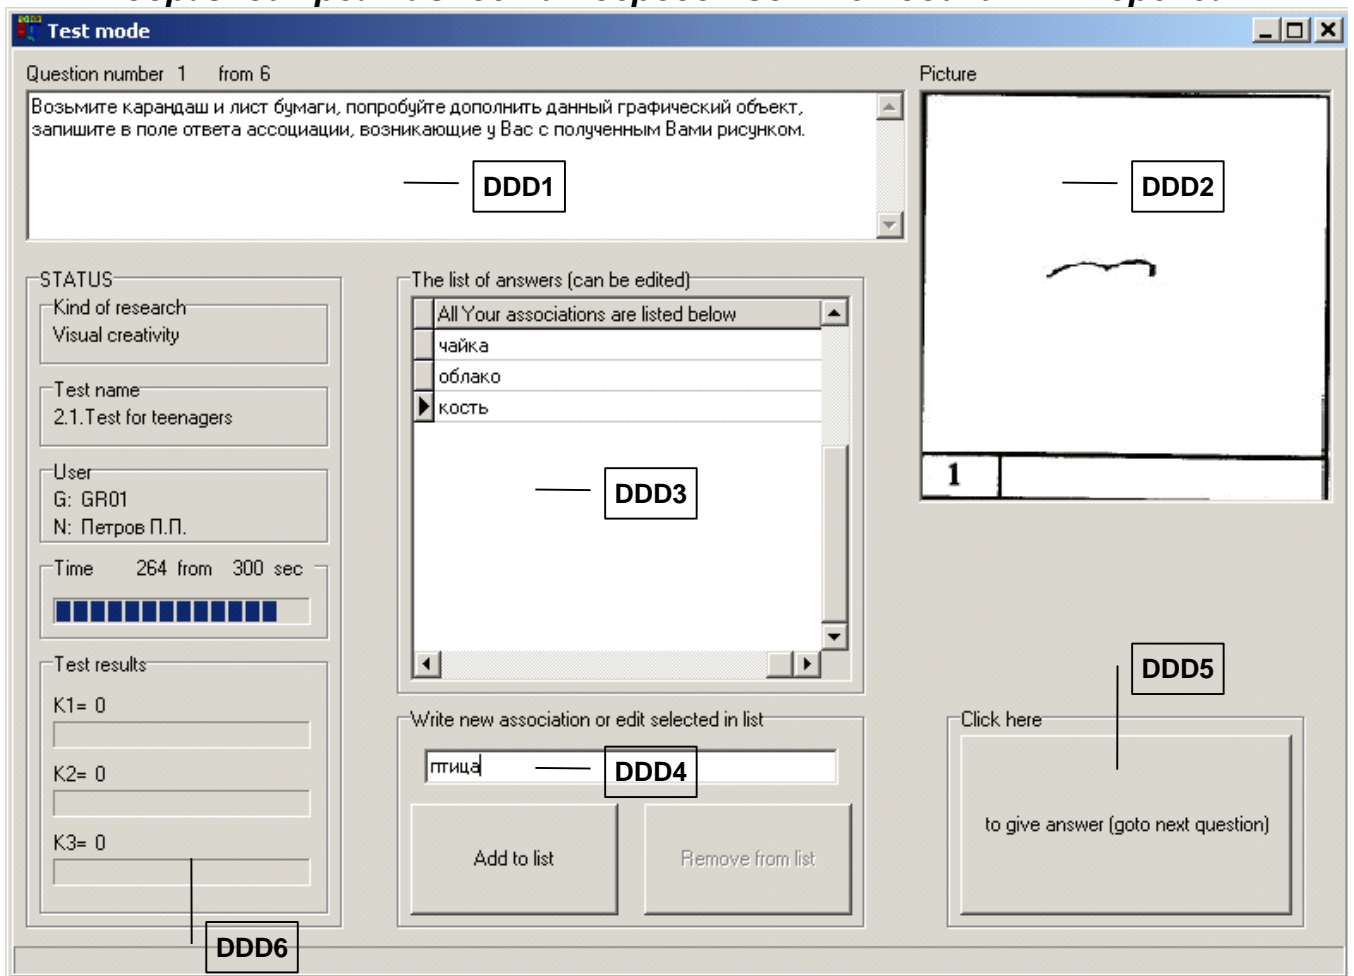 Test mode
Question number 1 from 6
Возьмите карандаш и лист бумаги, попробуйте дополнить данный графический объект,
запишите в поле ответа ассоциации, возникающие у Вас с полученным Вами рисунком.
DDD1
Picture
DDD2
1
STATUS
Kind of research
Visual creativity
Test name
2.1.Test for teenagers
User
G: GR01
N: Петров П.П.
Time 264 from 300 sec
Test results
K1= 0
K2= 0
K3= 0
DDD6
The list of answers (can be edited)
All Your associations are listed below
чайка
облако
кость
DDD3
Write new association or edit selected in list
птица
DDD4
Add to list
Remove from list
DDD5
Click here
to give answer (goto next question)